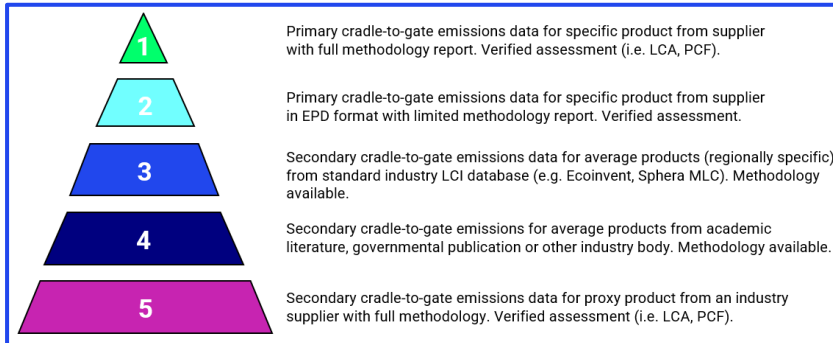 1
Primary cradle-to-gate emissions data for specific product from supplier
with full methodology report. Verified assessment (i.e. LCA, PCF).
2
Primary cradle-to-gate emissions data for specific product from supplier
in EPD format with limited methodology report. Verified assessment.
3
Secondary cradle-to-gate emissions data for average products (regionally specific)
from standard industry LCI database (e.g. Ecoinvent, Sphera MLC). Methodology
available.
4
Secondary cradle-to-gate emissions for average products from academic
literature, governmental publication or other industry body. Methodology available.
5
Secondary cradle-to-gate emissions data for proxy product from an industry
supplier with full methodology. Verified assessment (i.e. LCA, PCF).